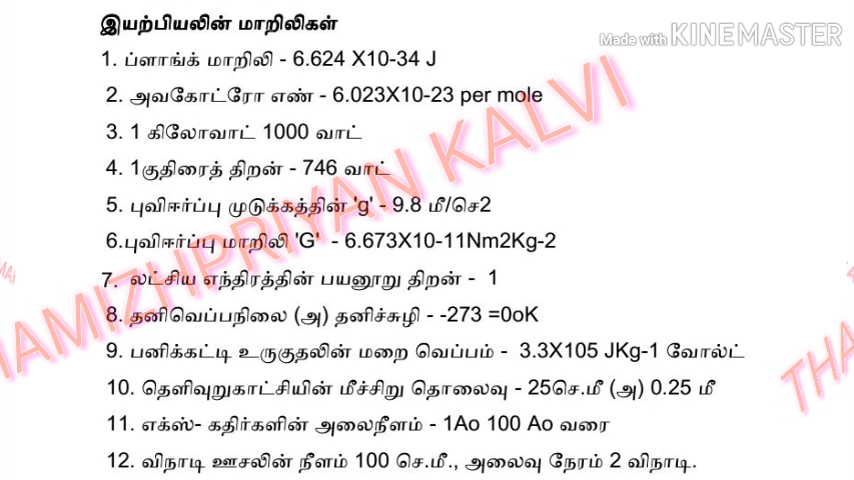 இயற்பியலின் மாறிலிகள்
Made with KINEMASTER
1. ப்ளாங்க் மாறிலி - 6.624 X10-34 J
2. அவகோட்ரோ எண் - 6.023X10-23 per mole
3. 1 கிலோவாட் 1000 வாட்
4. 1குதிரைத் திறன் - 746 வாட்
5. புவிஈர்ப்பு முடுக்கத்தின் 'g' - 9.8 மீ/செ2
6.புவிஈர்ப்பு மாறிலி 'G' - 6.673X10-11Nm2Kg-2
7. லட்சிய எந்திரத்தின் பயனூறு திறன் - 1
8. தனிவெப்பநிலை (அ) தனிச்சுழி - -273 =0oK
9. பனிக்கட்டி உருகுதலின் மறை வெப்பம் - 3.3X105 JKg-1 வோல்ட்
10. தெளிவுறுகாட்சியின் மீச்சிறு தொலைவு - 25செ.மீ (அ) 0.25 மீ
11. எக்ஸ்- கதிர்களின் அலைநீளம் - 1Ao 100 Ao வரை
12. விநாடி ஊசலின் நீளம் 100 செ.மீ., அலைவு நேரம் 2 விநாடி.
HAMIZHPRIYAN KALVI
THA